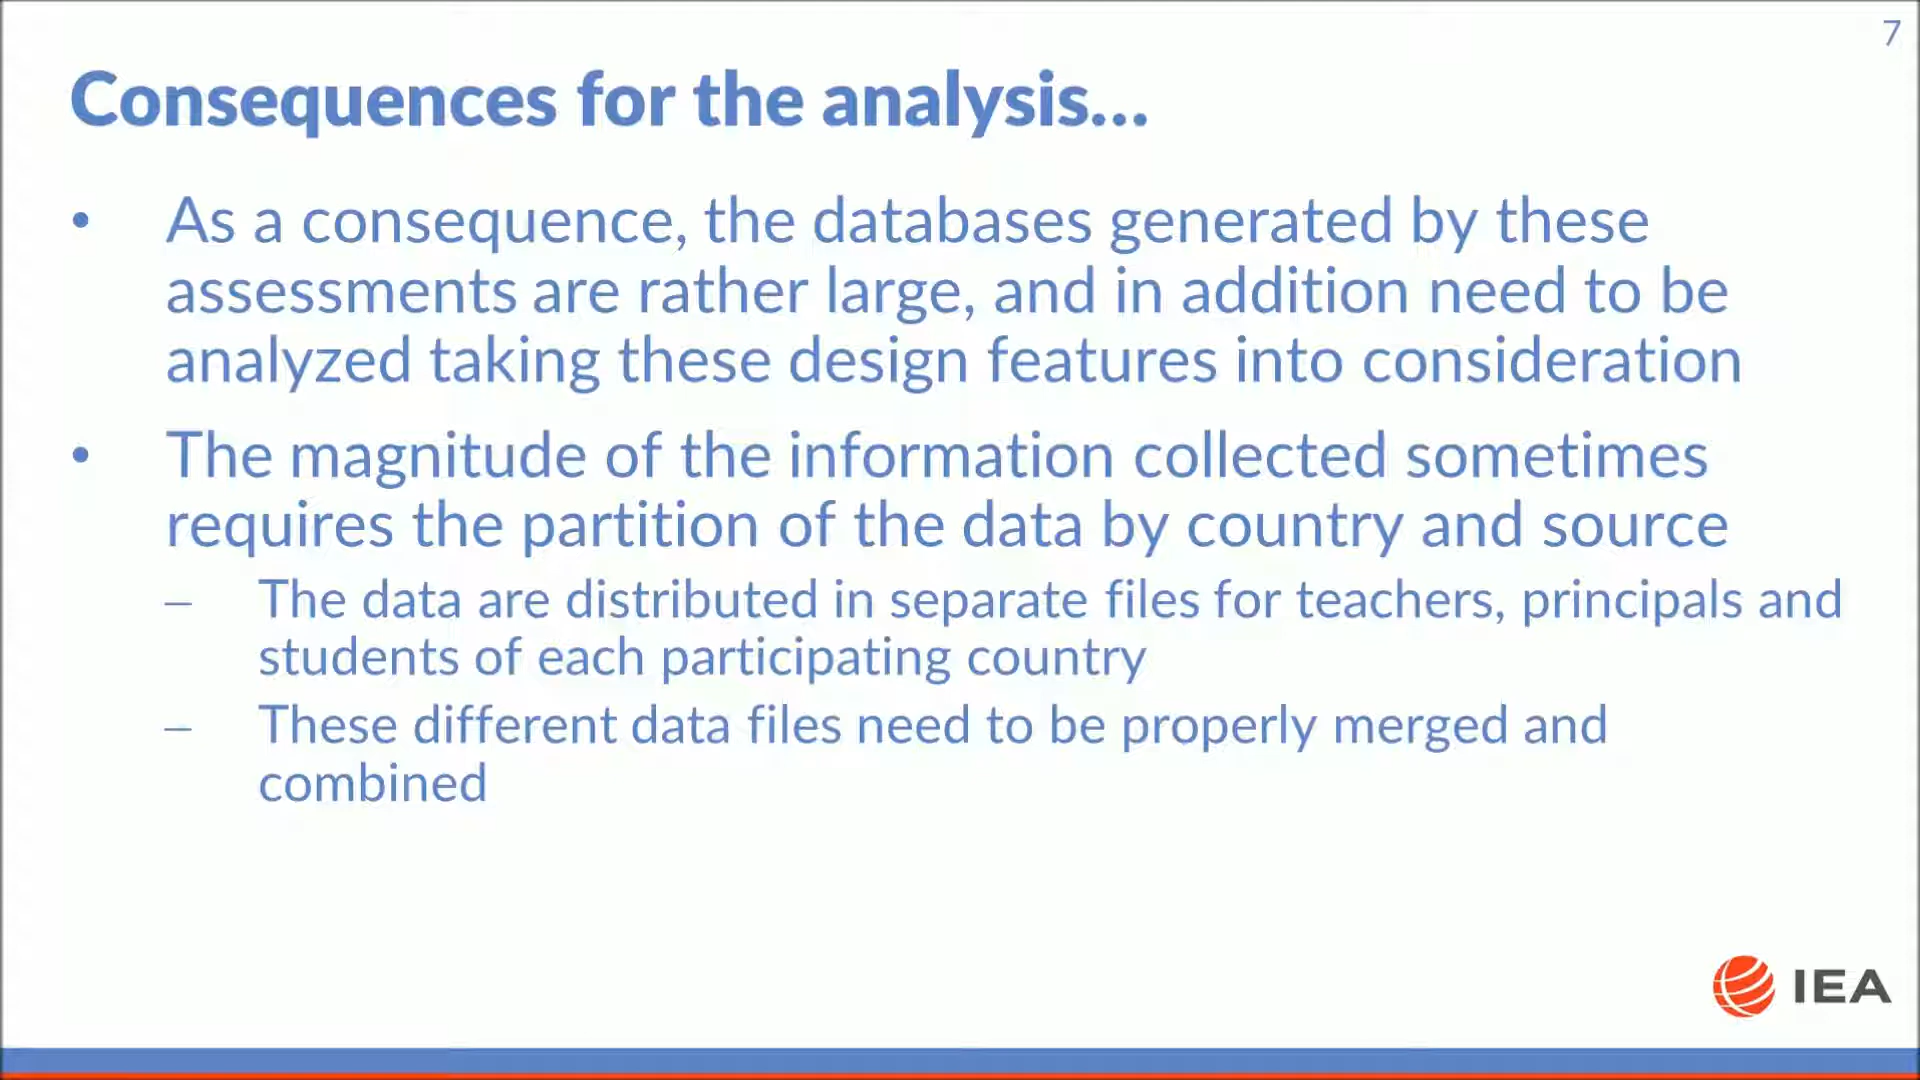 7
Consequences for the analysis...
• As a consequence, the databases generated by these
assessments are rather large, and in addition need to be
analyzed taking these design features into consideration
• The magnitude of the information collected sometimes
requires the partition of the data by country and source
– The data are distributed in separate files for teachers, principals and
students of each participating country
– These different data files need to be properly merged and
combined
IEA